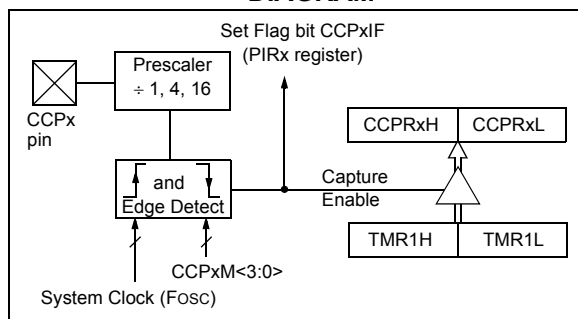 DIAGRAM
Set Flag bit CCPxIF
(PIRx register)
Prescaler
÷ 1, 4, 16
CCPx
pin
CCPRxH
CCPRxL
and
Edge Detect
Capture
Enable
TMR1H
TMR1L
CCPxM<3:0>
System Clock (FOSC)